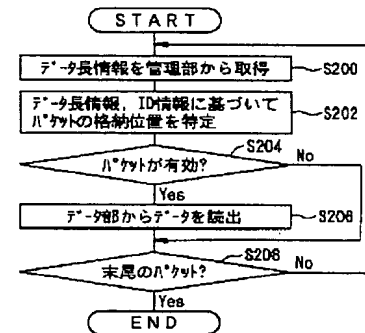 START
データ長情報を管理部から取得
S200
データ長情報，ID情報に基づいて
パケットの格納位置を特定
S202
S204
パケットが有効?
No
Yes
データ部からデータを読出
S206
S208
末尾のパケット?
No
Yes
END